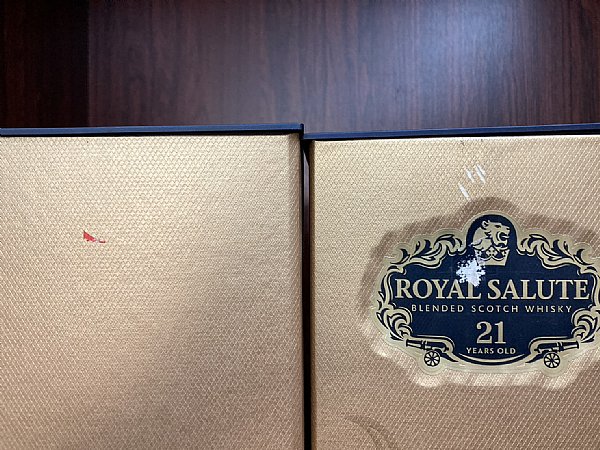 ROYAL SALUTE
BLENDED SCOTCH WHISKY
21
YEARS OLD